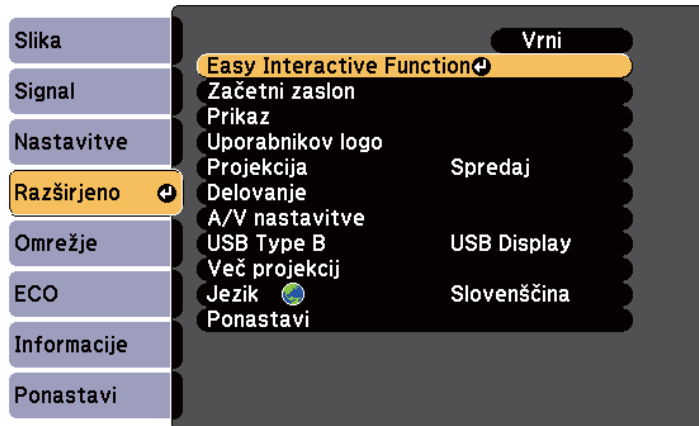 Slika
Signal
Nastavitve
Razširjeno
Omrežje
ECO
Informacije
Ponastavi
Vrni
Easy Interactive Function
Začetni zaslon
Prikaz
Uporabnikov logo
Projekcija Spredaj
Delovanje
A/V nastavitve
USB Type B USB Display
Več projekcij
Jezik Slovenščina
Ponastavi